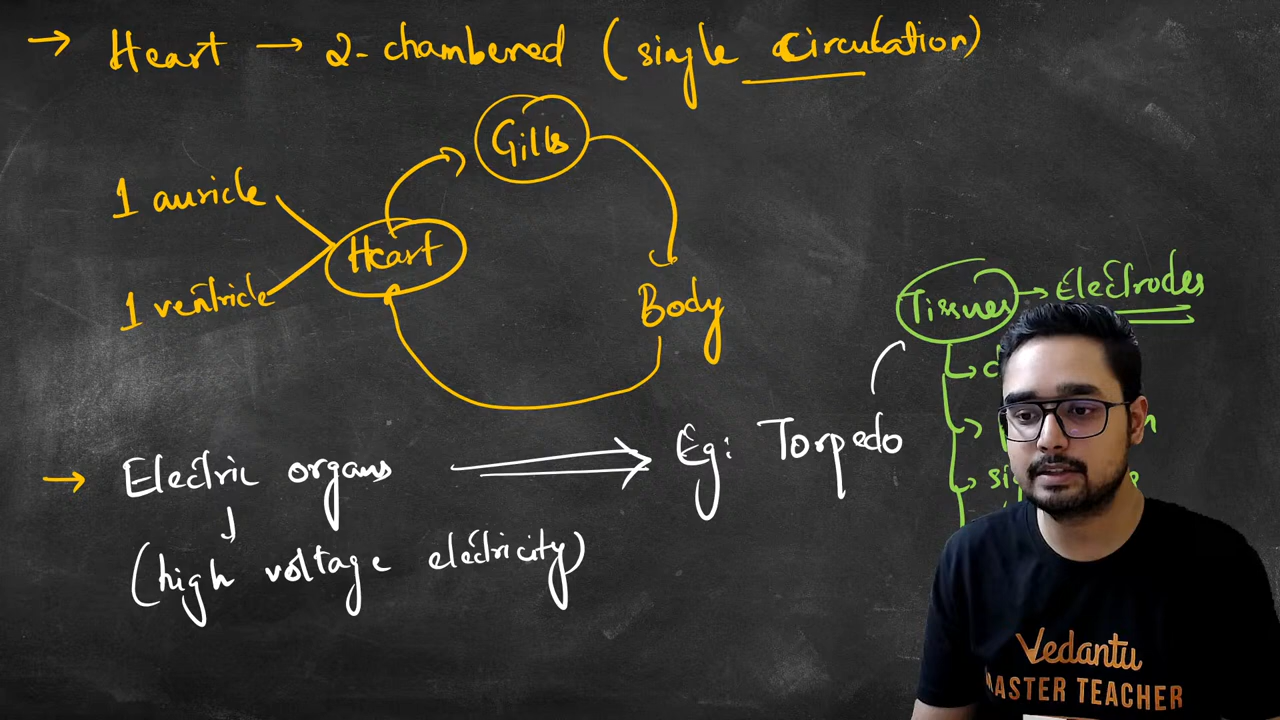 → Heart → 2-chambered (single circulation)
Gills
1 auricle
Heart
1 ventricle
Body
Tissues → Electrodes
→ Electric organs
Eg: Torpedo
(high voltage electricity)
Vedantu
MASTER TEACHER